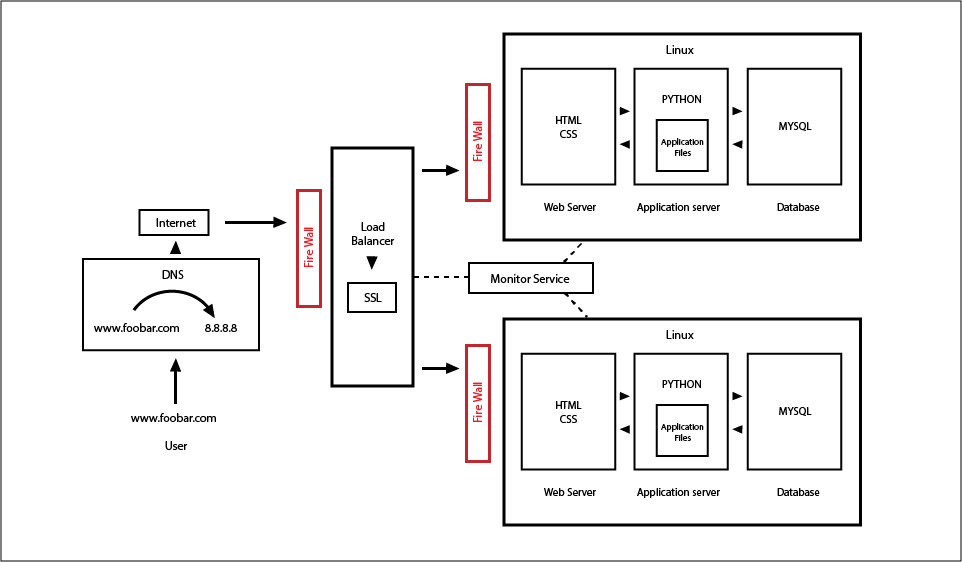 Linux
HTML
CSS
PYTHON
Application
Files
MYSQL
Web Server
Application server
Database
Fire Wall
Internet
Fire Wall
Load
Balancer
SSL
Monitor Service
DNS
www.foobar.com
8.8.8.8
www.foobar.com
User
Fire Wall
Linux
HTML
CSS
PYTHON
Application
Files
MYSQL
Web Server
Application server
Database